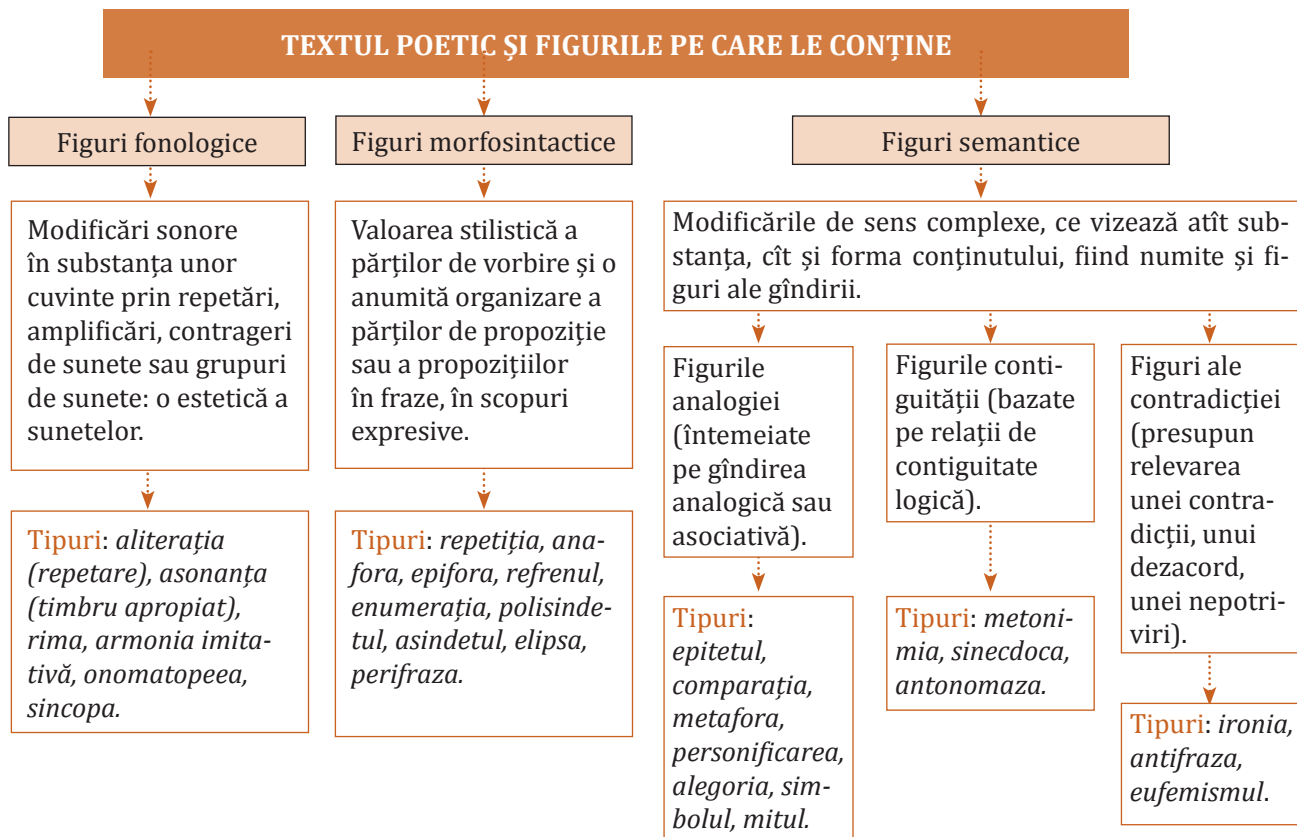 TEXTUL POETIC ȘI FIGURILE PE CARE LE CONȚINE
Figuri fonologice
Modificări sonore
în substanța unor
cuvinte prin repetări,
amplificări, contrageri
de sunete sau grupuri
de sunete: o estetică a
sunetelor.
Tipuri: aliterația
(repetare), asonanța
(timbru apropiat),
rima, armonia imita-
tivă, onomatopeea,
sincopa.
Figuri morfosintactice
Valoarea stilistică a
părților de vorbire și o
anumită organizare a
părților de propoziție
sau a propozițiilor
în fraze, în scopuri
expresive.
Tipuri: repetiția, ana-
fora, epifora, refrenul,
enumerația, polisinde-
tul, asindetul, elipsa,
perifraza.
Figuri semantice
Modificările de sens complexe, ce vizează atît sub-
stanța, cît și forma conținutului, fiind numite și fi-
guri ale gîndirii.
Figurile
analogiei
(întemeiate
pe gîndirea
analogică sau
asociativă).
Tipuri:
epitetul,
comparația,
metafora,
personificarea,
alegoria, sim-
bolul, mitul.
Figurile conti-
guității (bazate
pe relații de
contiguitate
logică).
Tipuri: metoni-
mia, sinecdoca,
antonomaza.
Figuri ale
contradicției
(presupun
relevarea
unei contra-
dicții, unui
dezacord,
unei nepotri-
viri).
Tipuri: ironia,
antifraza,
eufemismul.